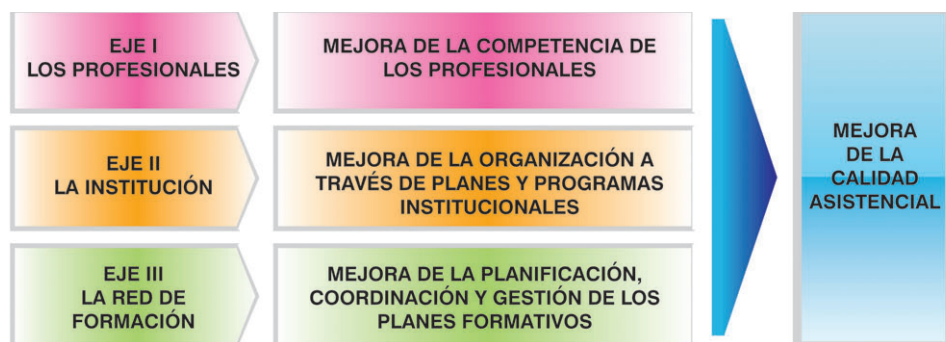 EJE I
LOS PROFESIONALES
MEJORA DE LA COMPETENCIA DE
LOS PROFESIONALES
EJE II
LA INSTITUCIÓN
MEJORA DE LA ORGANIZACIÓN A
TRAVÉS DE PLANES Y PROGRAMAS
INSTITUCIONALES
EJE III
LA RED DE
FORMACIÓN
MEJORA DE LA PLANIFICACIÓN,
COORDINACIÓN Y GESTIÓN DE LOS
PLANES FORMATIVOS
MEJORA
DE LA
CALIDAD
ASISTENCIAL